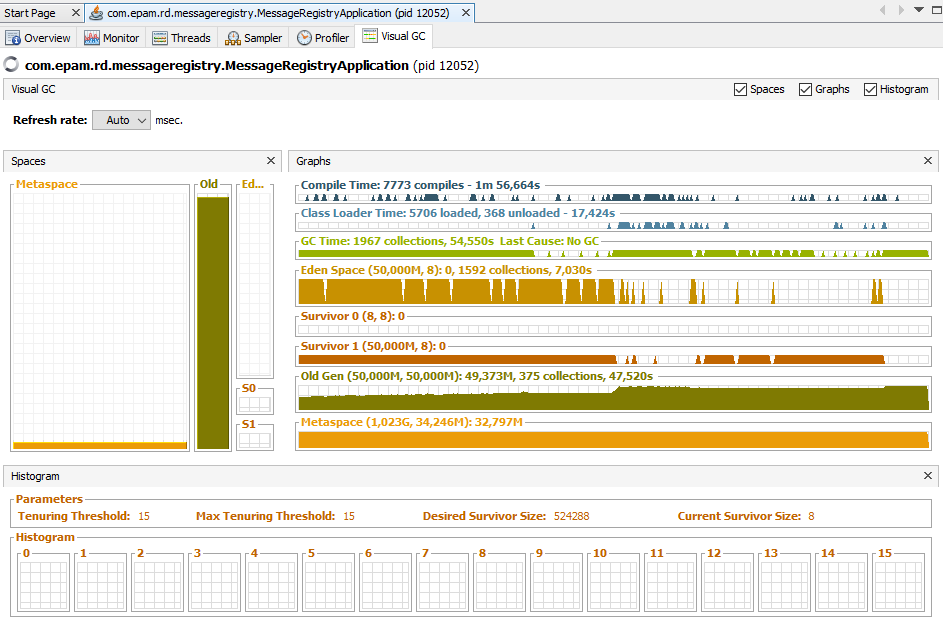 Start Page com.epam.rd.messageregistry.MessageRegistryApplication (pid 12052)
Overview Monitor Threads Sampler Profiler Visual GC
com.epam.rd.messageregistry.MessageRegistryApplication (pid 12052)
Visual GC Spaces Graphs Histogram
Refresh rate: Auto msec.
Spaces
Metaspace Old Ed...
S0
S1
Graphs
Compile Time: 7773 compiles - 1m 56,664s
Class Loader Time: 5706 loaded, 368 unloaded - 17,424s
GC Time: 1967 collections, 54,550s Last Cause: No GC
Eden Space (50,000M, 8): 0, 1592 collections, 7,030s
Survivor 0 (8, 8): 0
Survivor 1 (50,000M, 8): 0
Old Gen (50,000M, 50,000M): 49,373M, 375 collections, 47,520s
Metaspace (1,023G, 34,246M): 32,797M
Histogram
Parameters
Tenuring Threshold: 15 Max Tenuring Threshold: 15 Desired Survivor Size: 524288 Current Survivor Size: 8
Histogram
0 1 2 3 4 5 6 7 8 9 10 11 12 13 14 15